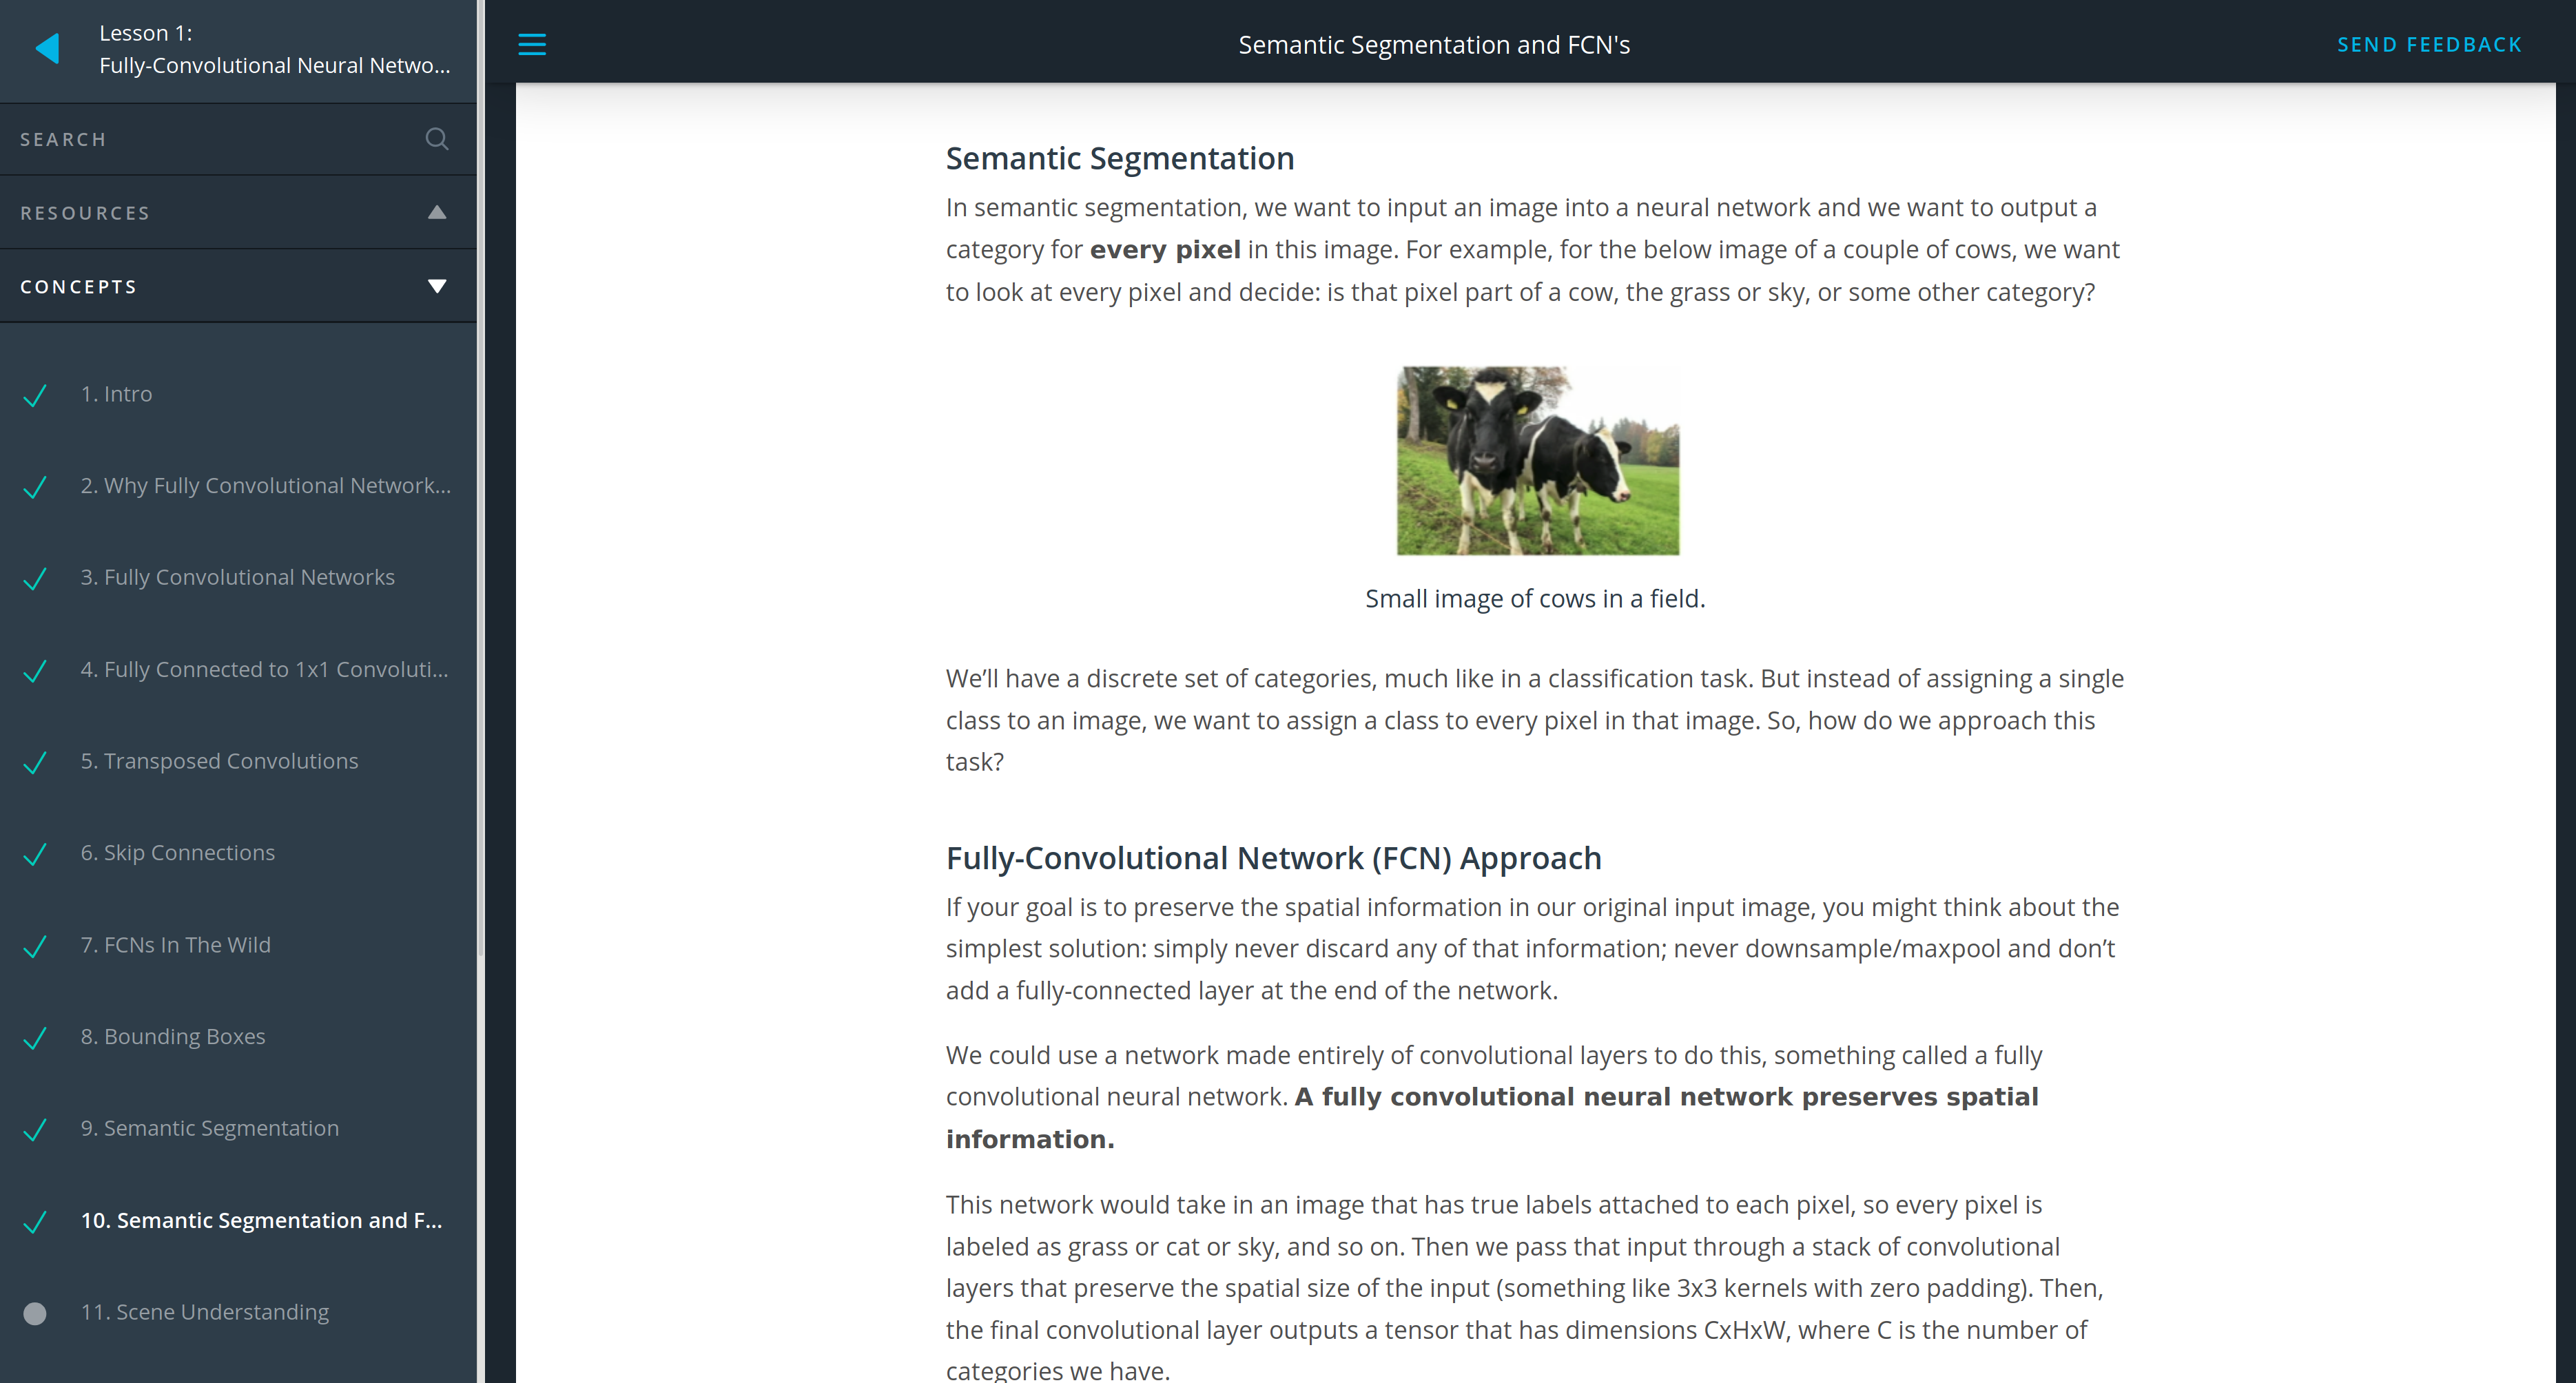 Lesson 1:
Fully-Convolutional Neural Netwo...
SEARCH
RESOURCES
CONCEPTS
1. Intro
2. Why Fully Convolutional Network...
3. Fully Convolutional Networks
4. Fully Connected to 1x1 Convoluti...
5. Transposed Convolutions
6. Skip Connections
7. FCNs In The Wild
8. Bounding Boxes
9. Semantic Segmentation
10. Semantic Segmentation and F...
11. Scene Understanding
Semantic Segmentation and FCN's
SEND FEEDBACK
Semantic Segmentation
In semantic segmentation, we want to input an image into a neural network and we want to output a
category for every pixel in this image. For example, for the below image of a couple of cows, we want
to look at every pixel and decide: is that pixel part of a cow, the grass or sky, or some other category?
Small image of cows in a field.
We’ll have a discrete set of categories, much like in a classification task. But instead of assigning a single
class to an image, we want to assign a class to every pixel in that image. So, how do we approach this
task?
Fully-Convolutional Network (FCN) Approach
If your goal is to preserve the spatial information in our original input image, you might think about the
simplest solution: simply never discard any of that information; never downsample/maxpool and don’t
add a fully-connected layer at the end of the network.
We could use a network made entirely of convolutional layers to do this, something called a fully
convolutional neural network. A fully convolutional neural network preserves spatial
information.
This network would take in an image that has true labels attached to each pixel, so every pixel is
labeled as grass or cat or sky, and so on. Then we pass that input through a stack of convolutional
layers that preserve the spatial size of the input (something like 3x3 kernels with zero padding). Then,
the final convolutional layer outputs a tensor that has dimensions CxHxW, where C is the number of
categories we have.